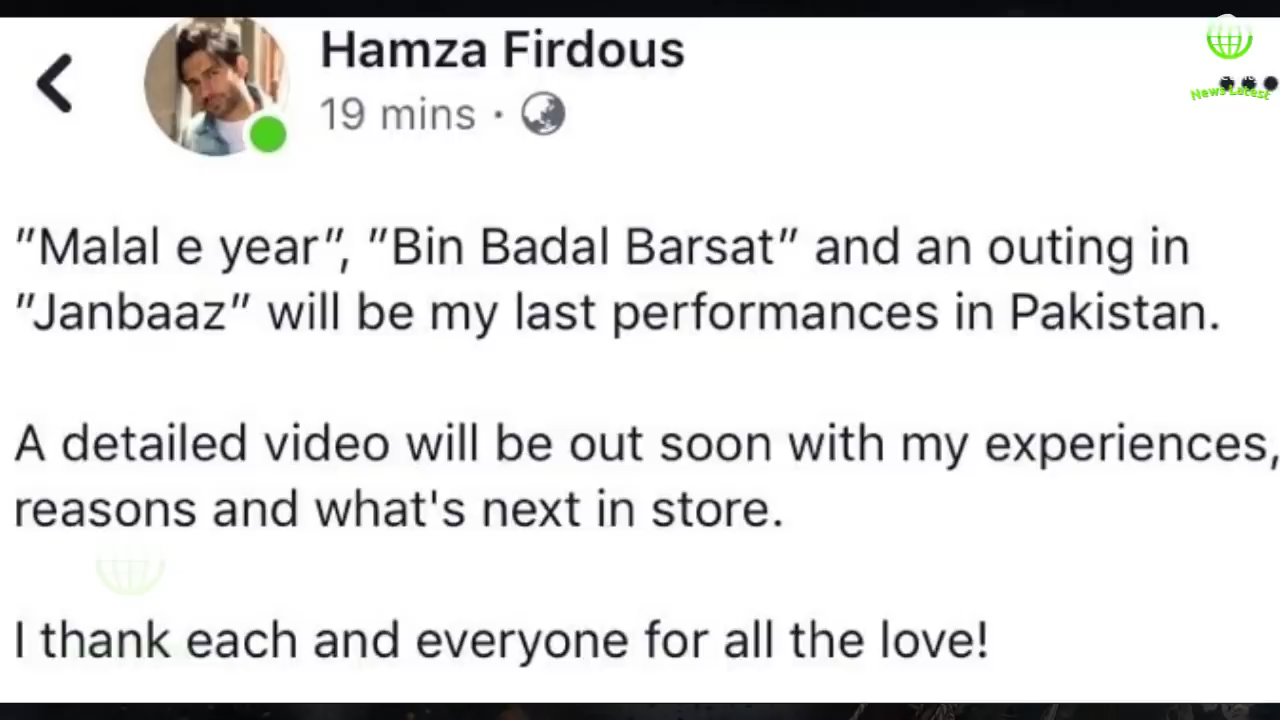 Hamza Firdous
19 mins ·
News Latest
"Malal e year", "Bin Badal Barsat" and an outing in
"Janbaaz" will be my last performances in Pakistan.
A detailed video will be out soon with my experiences,
reasons and what's next in store.
I thank each and everyone for all the love!